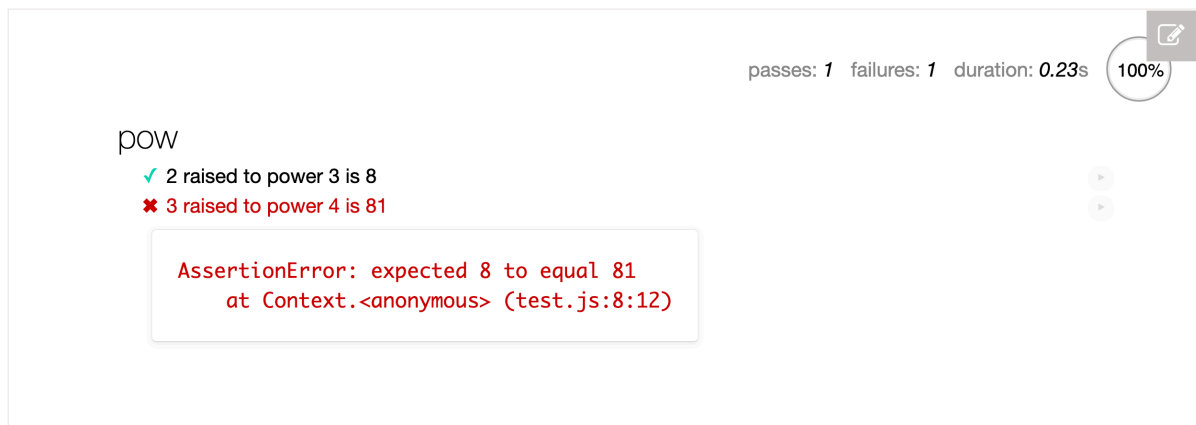 passes: 1 failures: 1 duration: 0.23s 100%
pow
✓ 2 raised to power 3 is 8
✖ 3 raised to power 4 is 81
AssertionError: expected 8 to equal 81
at Context.<anonymous> (test.js:8:12)